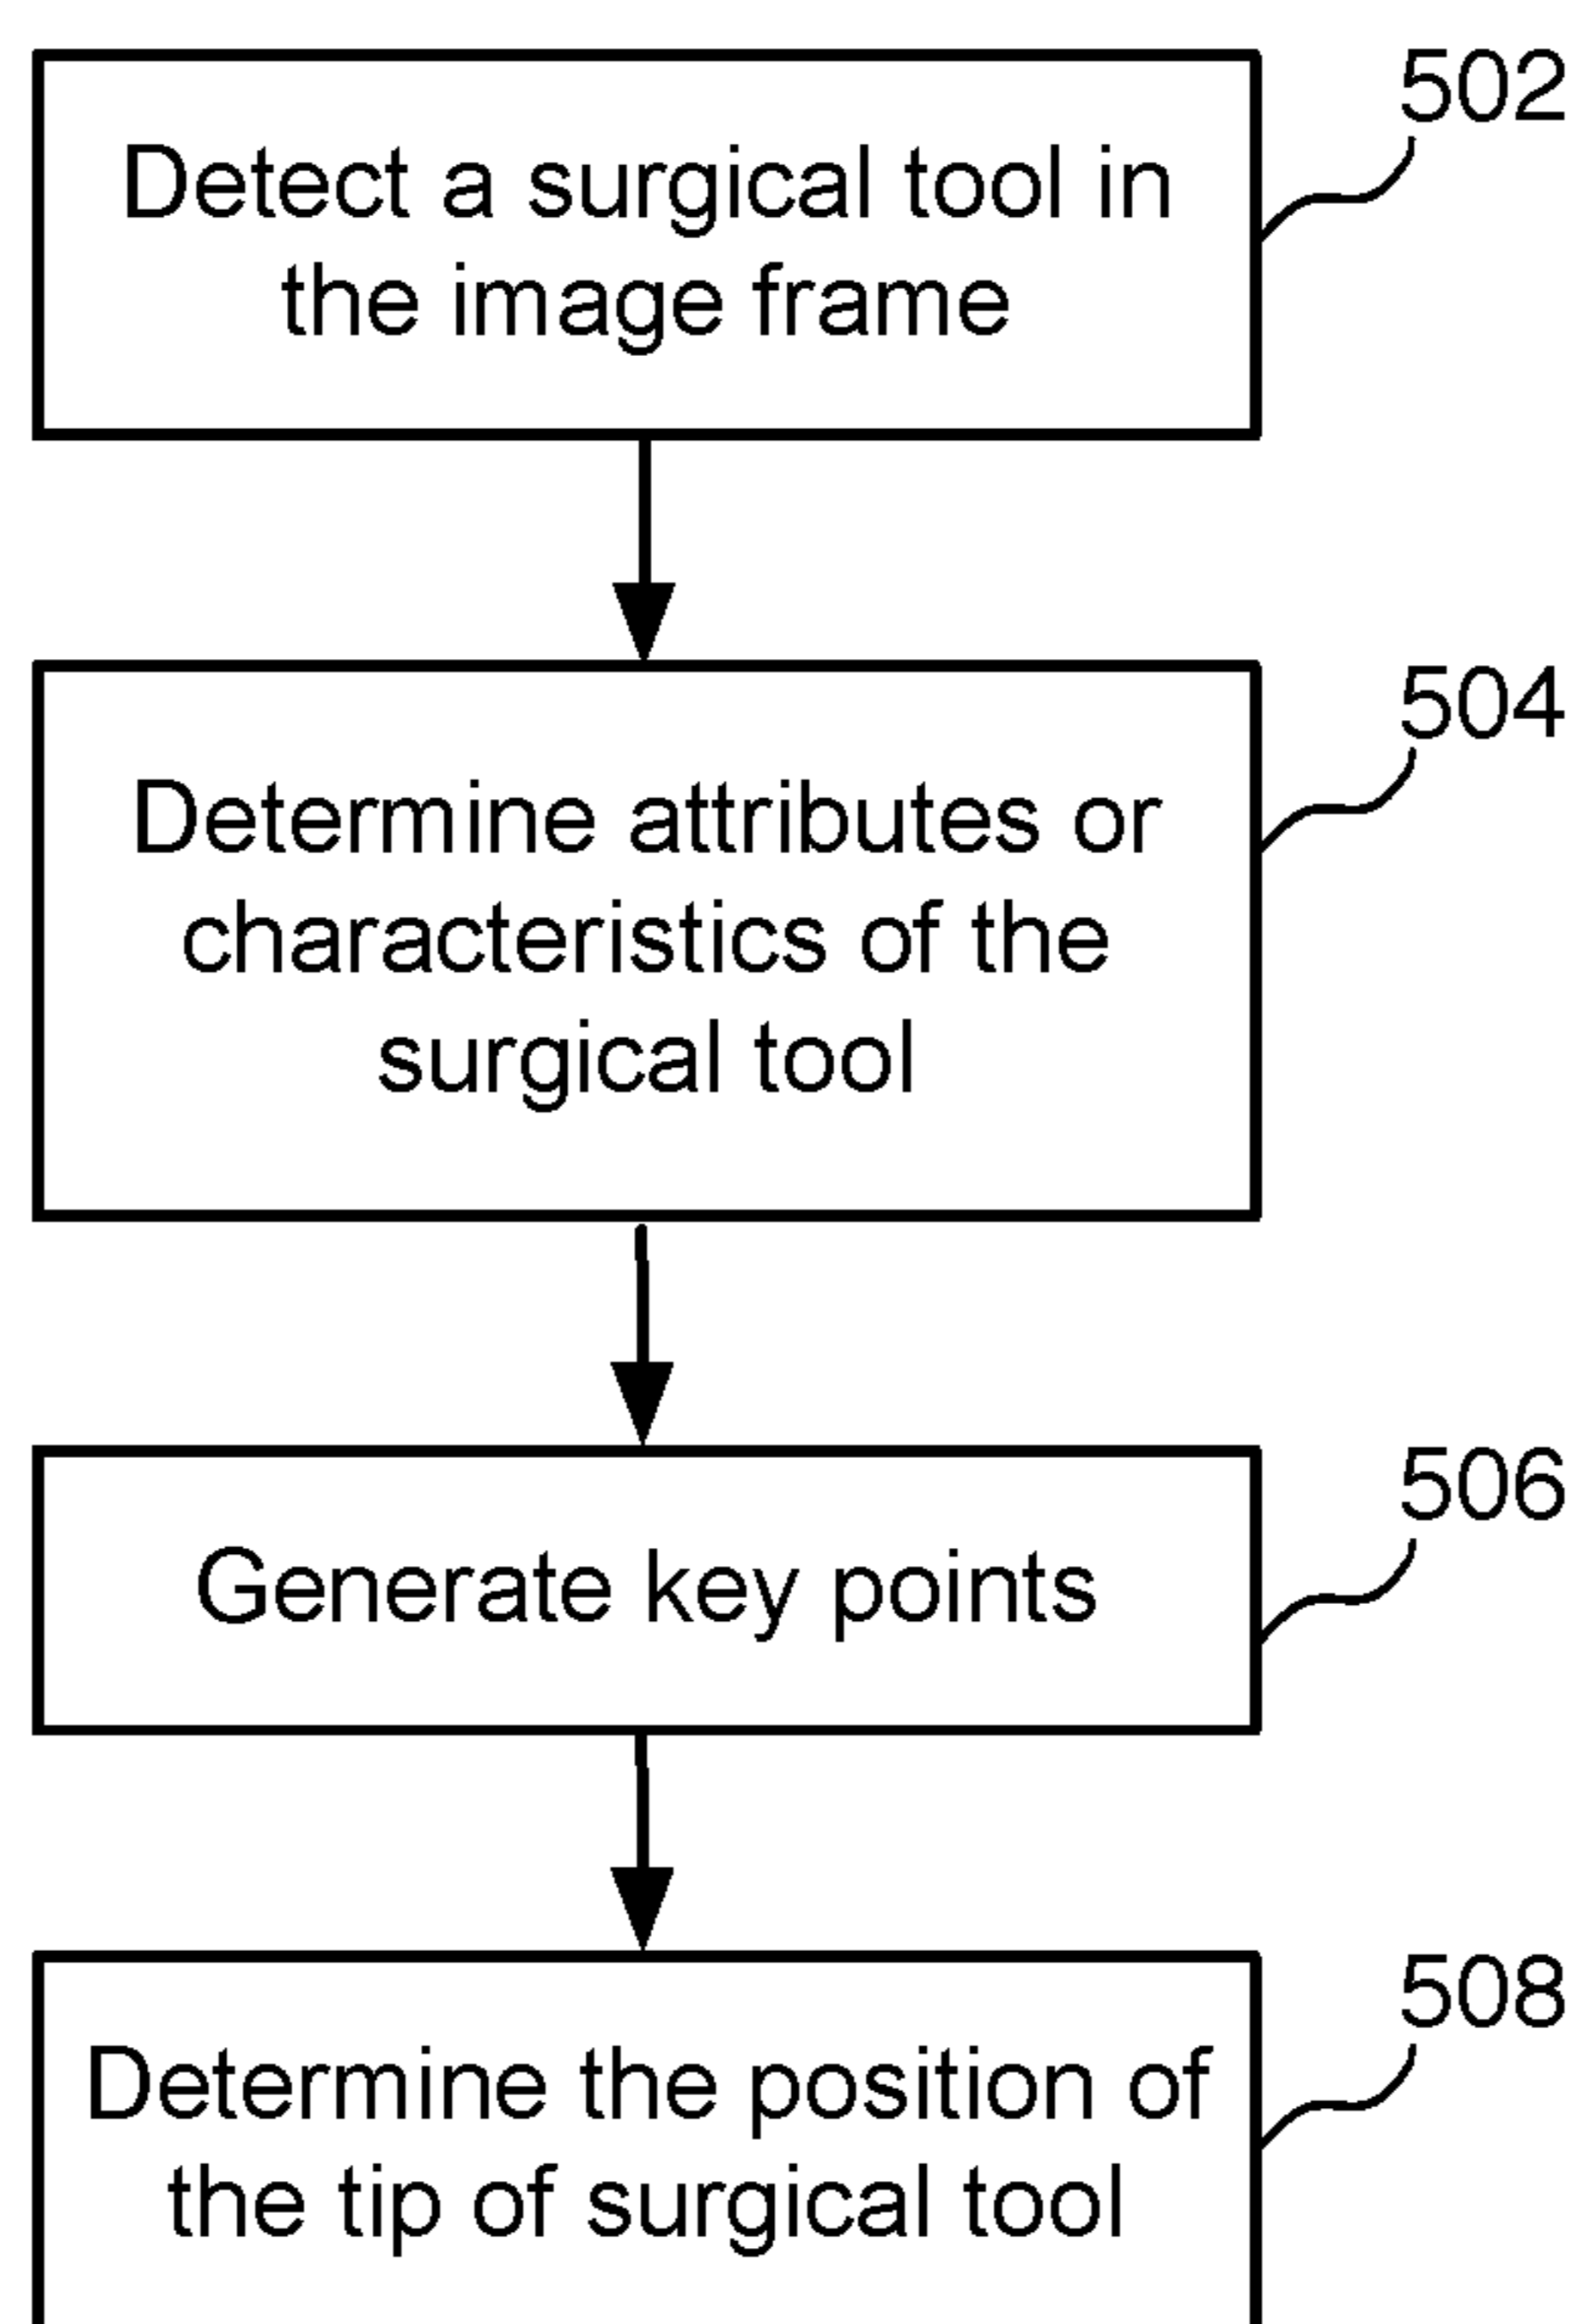 502
Detect a surgical tool in
the image frame
504
Determine attributes or
characteristics of the
surgical tool
506
Generate key points
508
Determine the position of
the tip of surgical tool